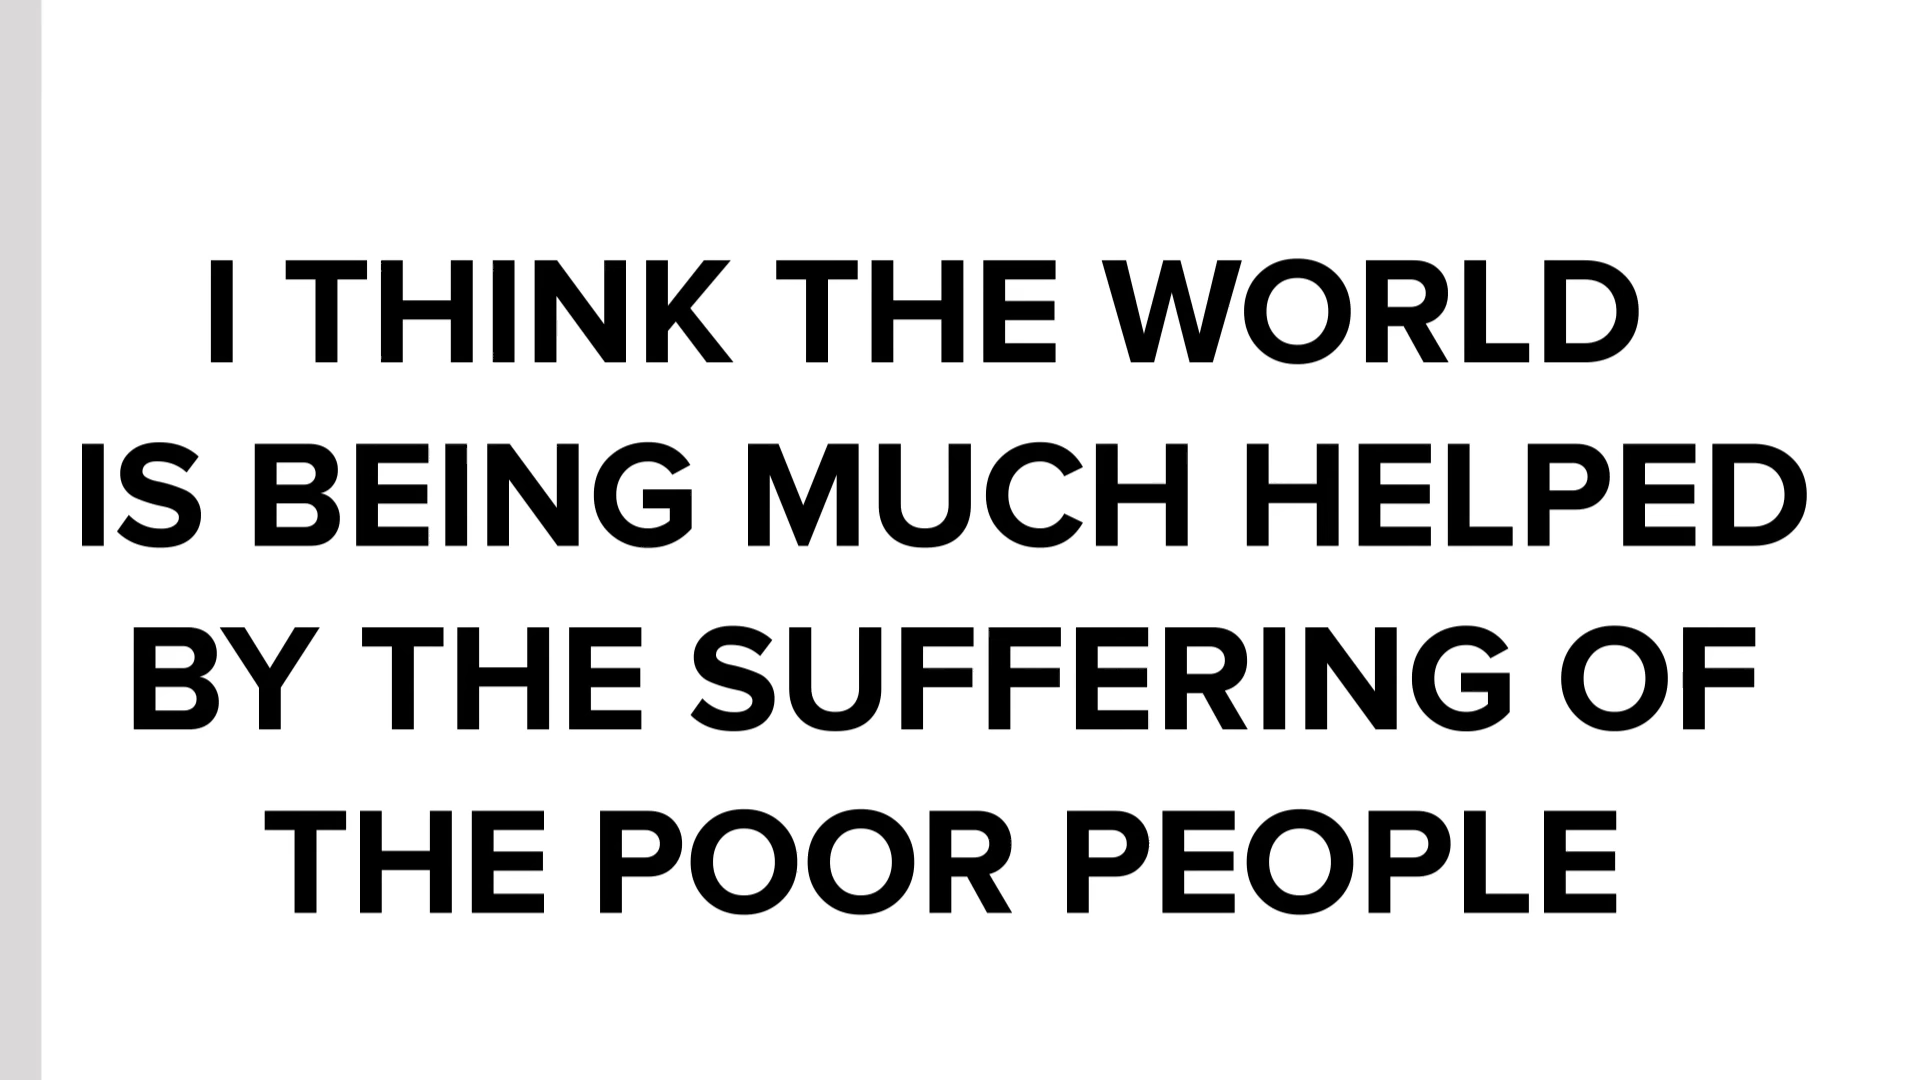 I THINK THE WORLD
IS BEING MUCH HELPED
BY THE SUFFERING OF
THE POOR PEOPLE